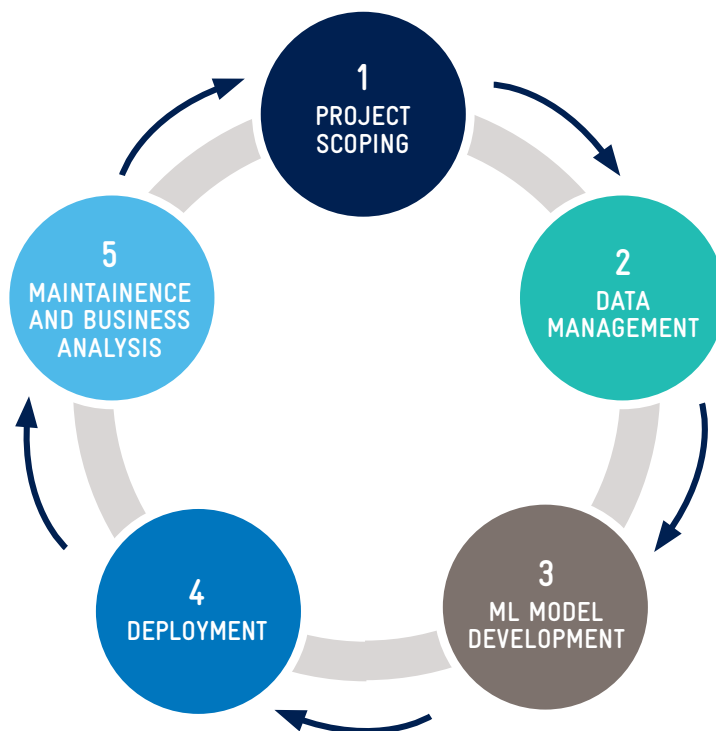 1
PROJECT
SCOPING
2
DATA
MANAGEMENT
3
ML MODEL
DEVELOPMENT
4
DEPLOYMENT
5
MAINTAINENCE
AND BUSINESS
ANALYSIS